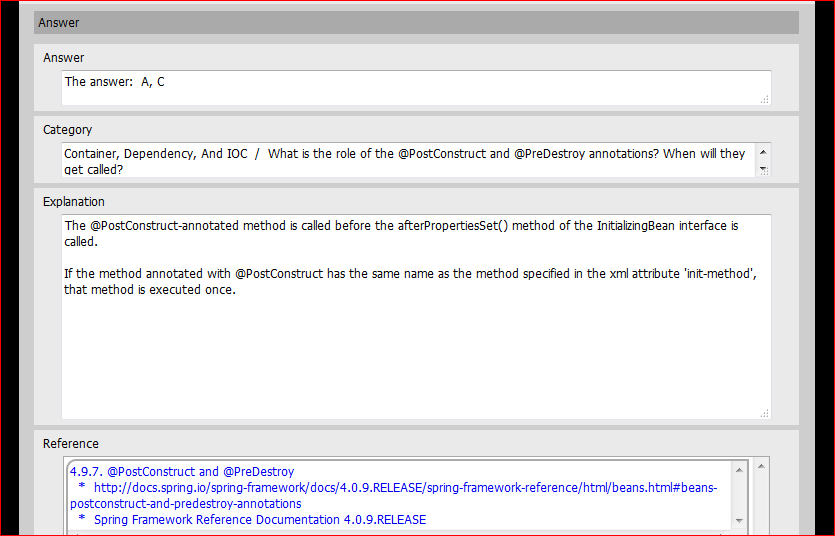 Answer
Answer
The answer:  A, C
Category
Container, Dependency, And IOC  /  What is the role of the @PostConstruct and @PreDestroy annotations? When will they
get called?
Explanation
The @PostConstruct-annotated method is called before the afterPropertiesSet() method of the InitializingBean interface is
called.
If the method annotated with @PostConstruct has the same name as the method specified in the xml attribute 'init-method',
that method is executed once.
Reference
4.9.7. @PostConstruct and @PreDestroy
*  http://docs.spring.io/spring-framework/docs/4.0.9.RELEASE/spring-framework-reference/html/beans.html#beans-
postconstruct-and-predestroy-annotations
*  Spring Framework Reference Documentation 4.0.9.RELEASE